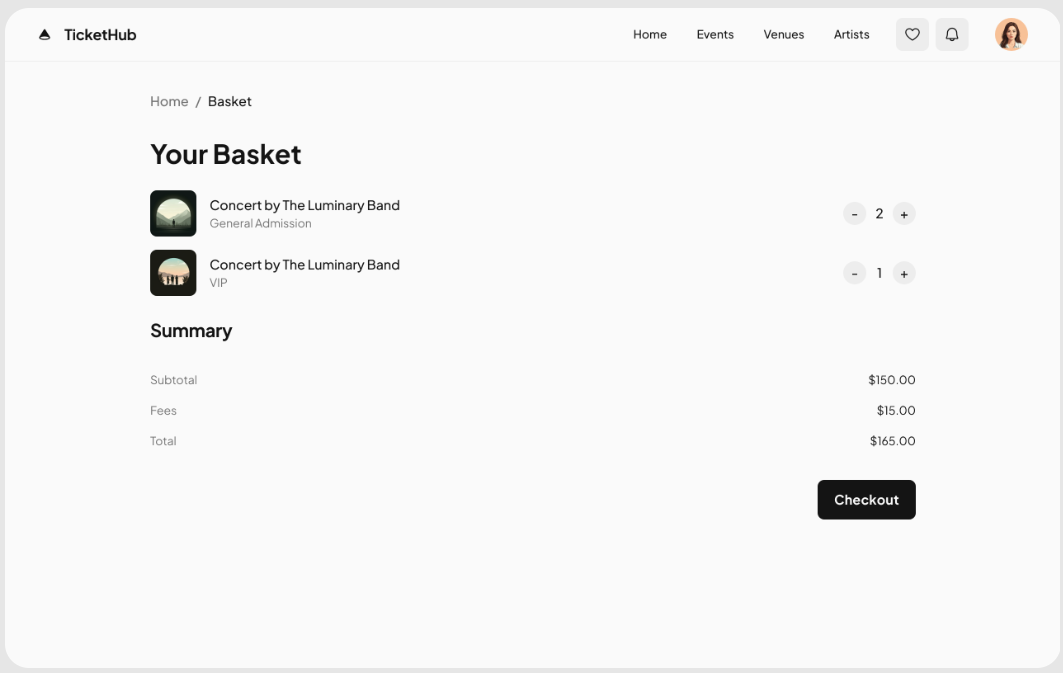 TicketHub
Home Events Venues Artists
Home / Basket
Your Basket
Concert by The Luminary Band
General Admission
- 2 +
Concert by The Luminary Band
VIP
- 1 +
Summary
Subtotal $150.00
Fees $15.00
Total $165.00
Checkout